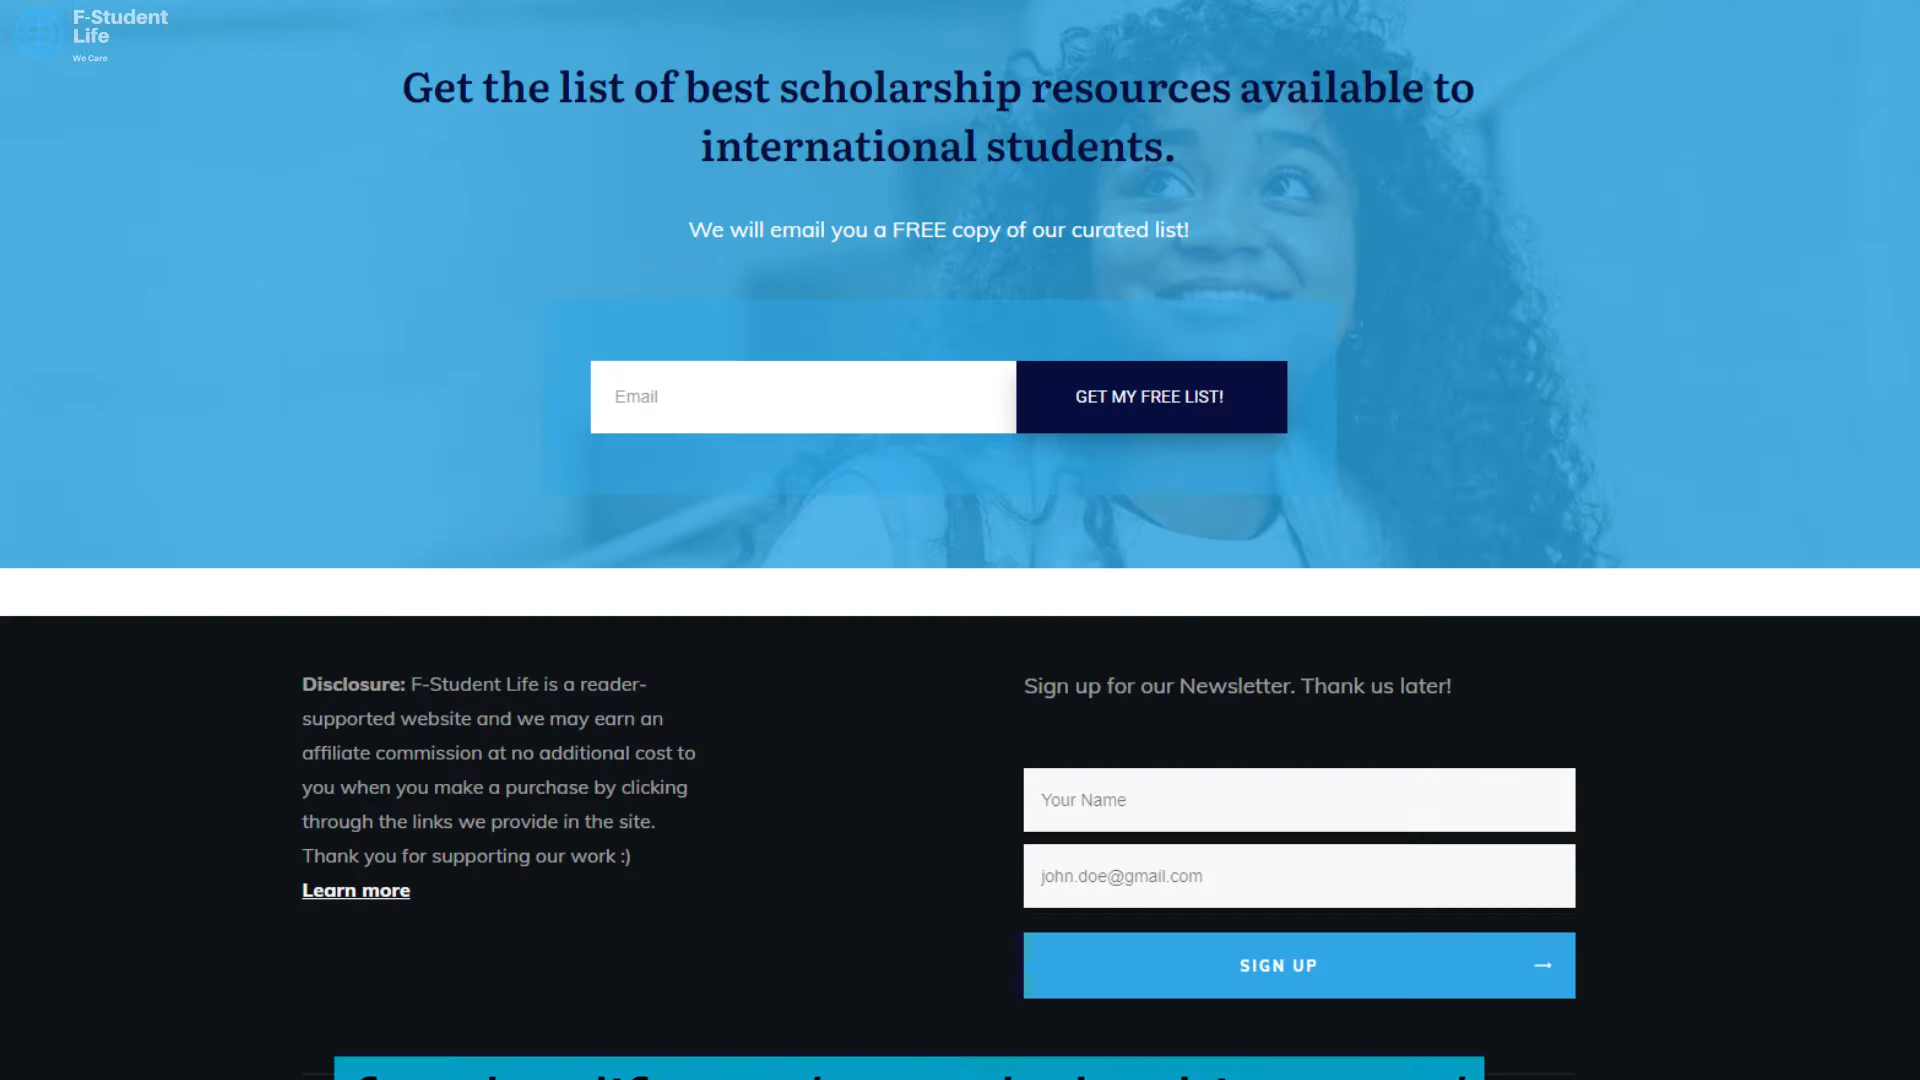 F-Student
Life
We Care
Get the list of best scholarship resources available to
international students.
We will email you a FREE copy of our curated list!
Email
GET MY FREE LIST!
Disclosure: F-Student Life is a reader-
supported website and we may earn an
affiliate commission at no additional cost to
you when you make a purchase by clicking
through the links we provide in the site.
Thank you for supporting our work :)
Learn more
Sign up for our Newsletter. Thank us later!
Your Name
john.doe@gmail.com
SIGN UP